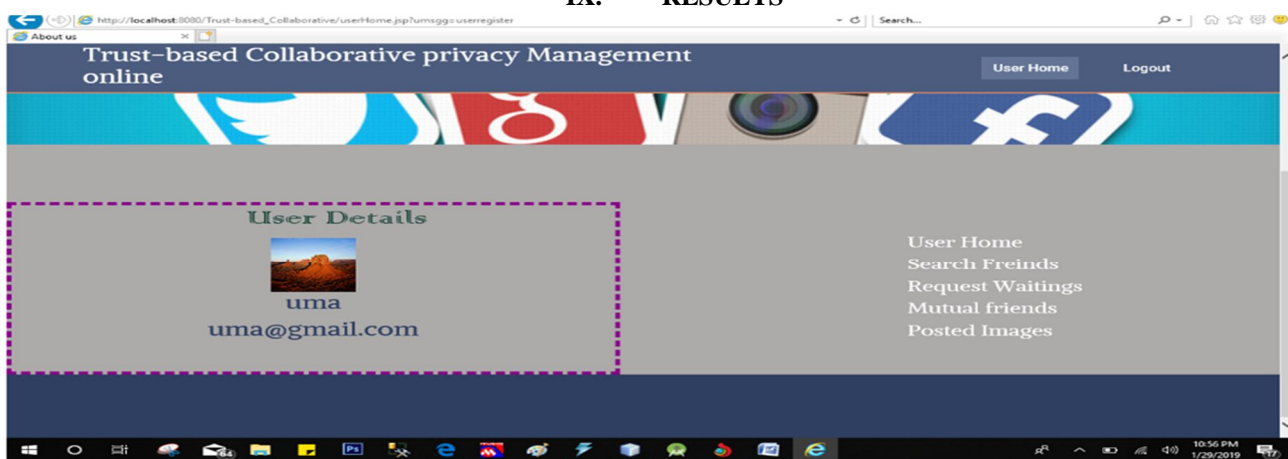 IX. RESULTS
http://localhost:8080/Trust-based_Collaborative/userHome.jsp?umsgg=userregister
Search...
About us
Trust-based Collaborative privacy Management
online
User Home
Logout
User Details
uma
uma@gmail.com
User Home
Search Freinds
Request Waitings
Mutual friends
Posted Images
64
Ps
10:56 PM
1/29/2019